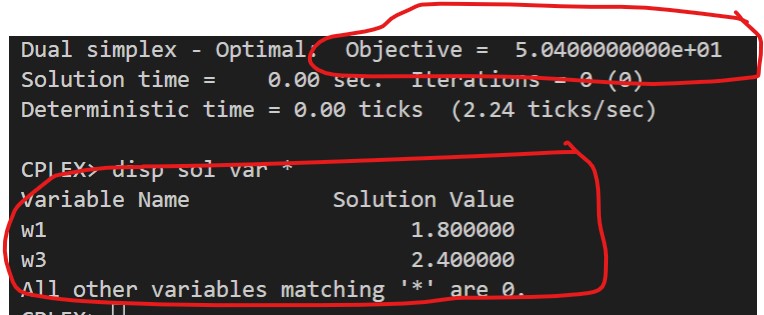 Dual simplex - Optimal:  Objective =  5.0400000000e+01
Solution time =    0.00 sec.  Iterations = 0 (0)
Deterministic time = 0.00 ticks  (2.24 ticks/sec)
CPLEX> disp sol var *
Variable Name           Solution Value
w1                            1.800000
w3                            2.400000
All other variables matching '*' are 0.
CPLEX>